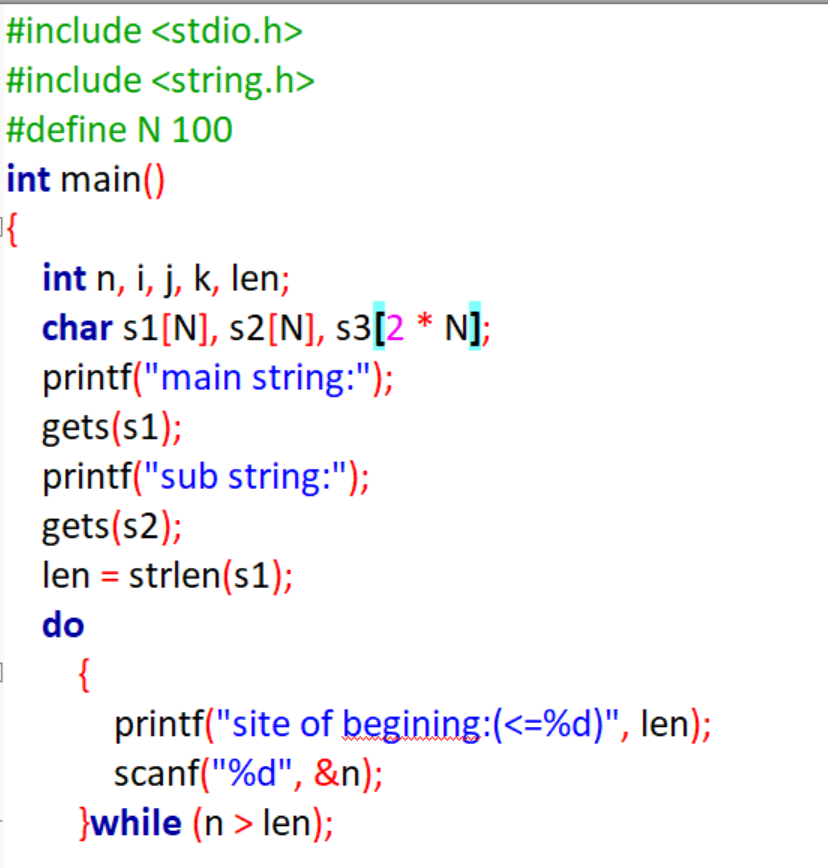 #include <stdio.h>
#include <string.h>
#define N 100
int main()
{
int n, i, j, k, len;
char s1[N], s2[N], s3[2 * N];
printf("main string:");
gets(s1);
printf("sub string:");
gets(s2);
len = strlen(s1);
do
{
printf("site of begining:(<=%d)", len);
scanf("%d", &n);
}while (n > len);